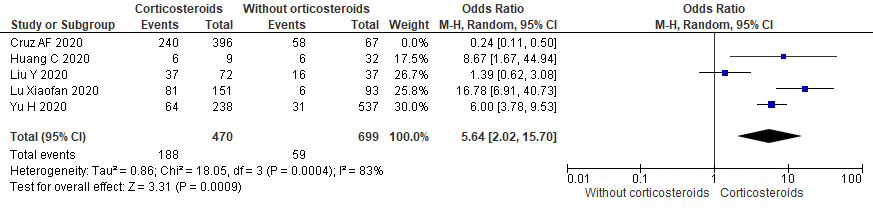 Corticosteroids Without orticosteroids Odds Ratio Odds Ratio
Study or Subgroup Events Total Events Total Weight M-H, Random, 95% CI M-H, Random, 95% CI
Cruz AF 2020 240 396 58 67 0.0% 0.24 [0.11, 0.50]
Huang C 2020 6 9 6 32 17.5% 8.67 [1.67, 44.94]
Liu Y 2020 37 72 16 37 26.7% 1.39 [0.62, 3.08]
Lu Xiaofan 2020 81 151 6 93 25.4% 16.78 [6.91, 40.73]
Yu H 2020 64 238 31 537 30.4% 6.00 [3.78, 9.53]
Total (95% CI) 470 699 100.0% 5.64 [2.02, 15.70]
Total events 188 59
Heterogeneity: Tau² = 0.86; Chi² = 18.05, df = 3 (P = 0.0004); I² = 83%
Test for overall effect: Z = 3.31 (P = 0.0009)
0.01 0.1 1 10 100
Without corticosteroids Corticosteroids